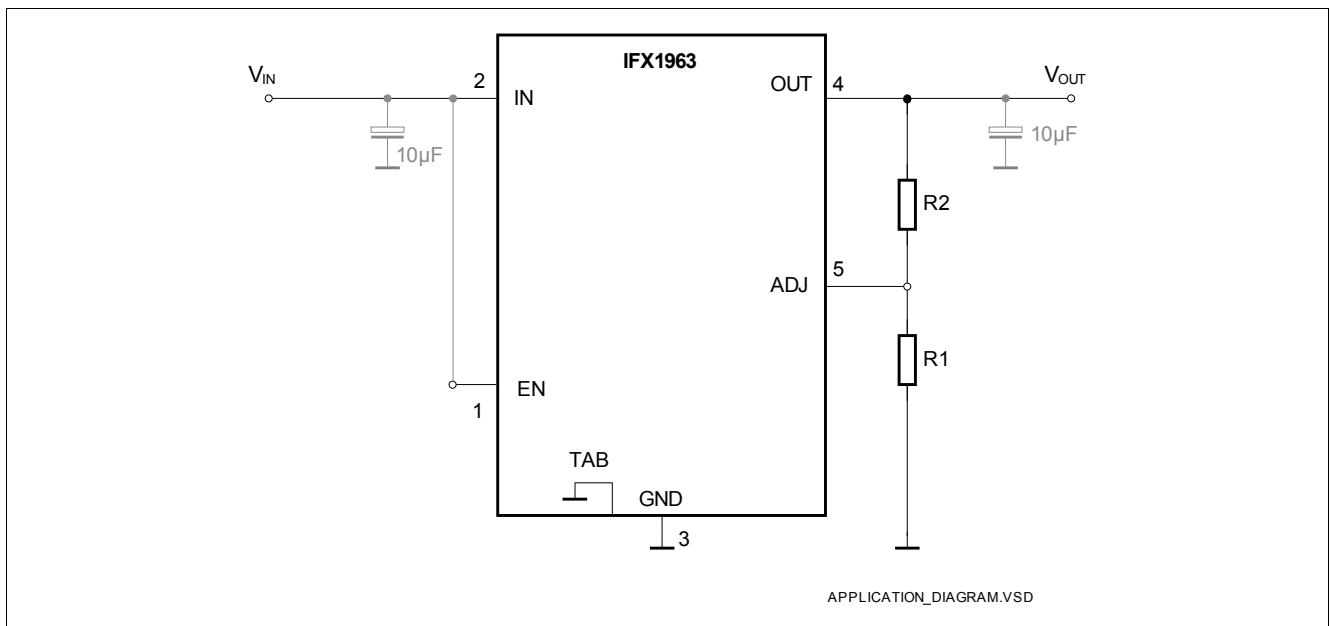 IFX1963
VIN
2
IN
OUT
4
VOUT
10µF
10µF
R2
5
ADJ
R1
EN
1
TAB
GND
3
APPLICATION_DIAGRAM.VSD